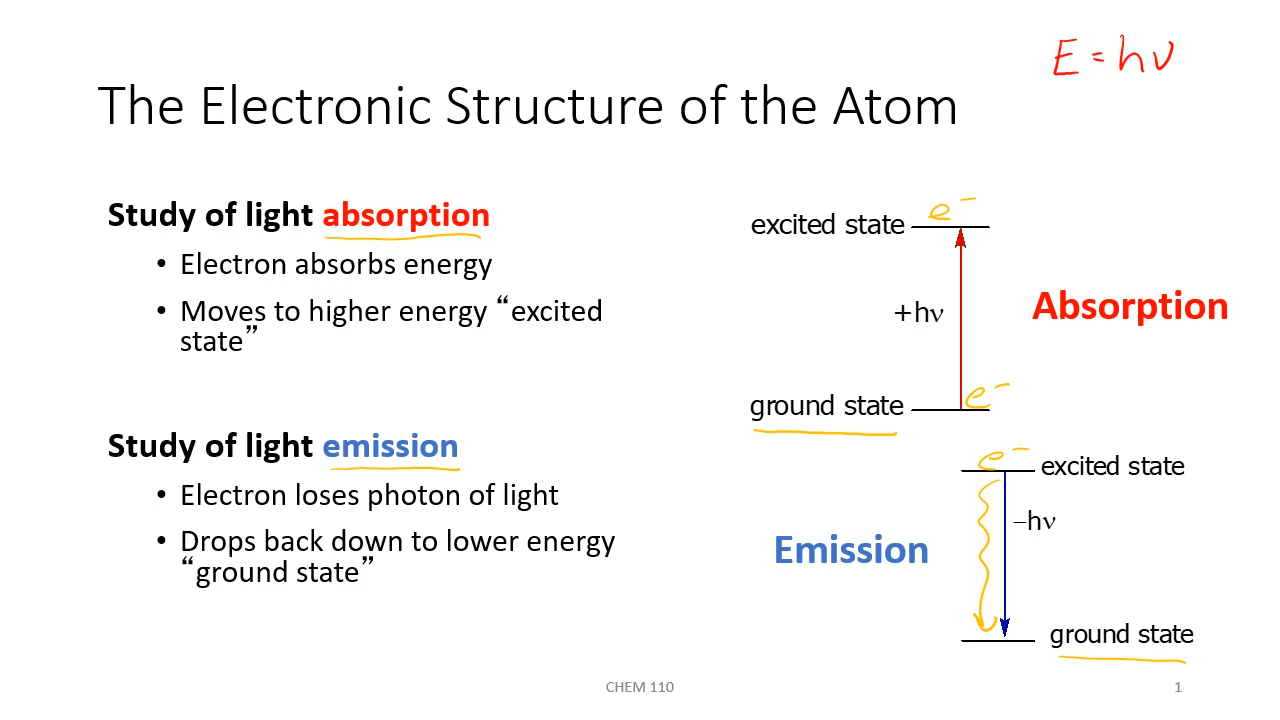 E = hν
The Electronic Structure of the Atom
Study of light absorption
• Electron absorbs energy
• Moves to higher energy “excited
state”
Study of light emission
• Electron loses photon of light
• Drops back down to lower energy
“ground state”
e⁻
excited state
+hν
Absorption
e⁻
ground state
e⁻
excited state
–hν
Emission
ground state
CHEM 110
1